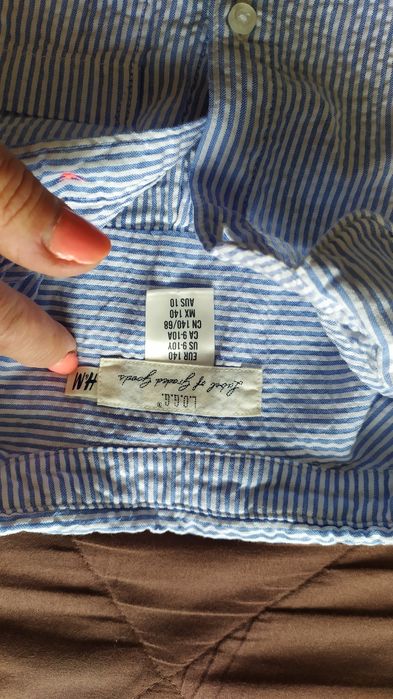 H&M
L.O.G.G.®
Label of Graded Goods
EUR 140
US 9-10Y
CA 9-10A
CN 140/68
MX 140
AUS 10